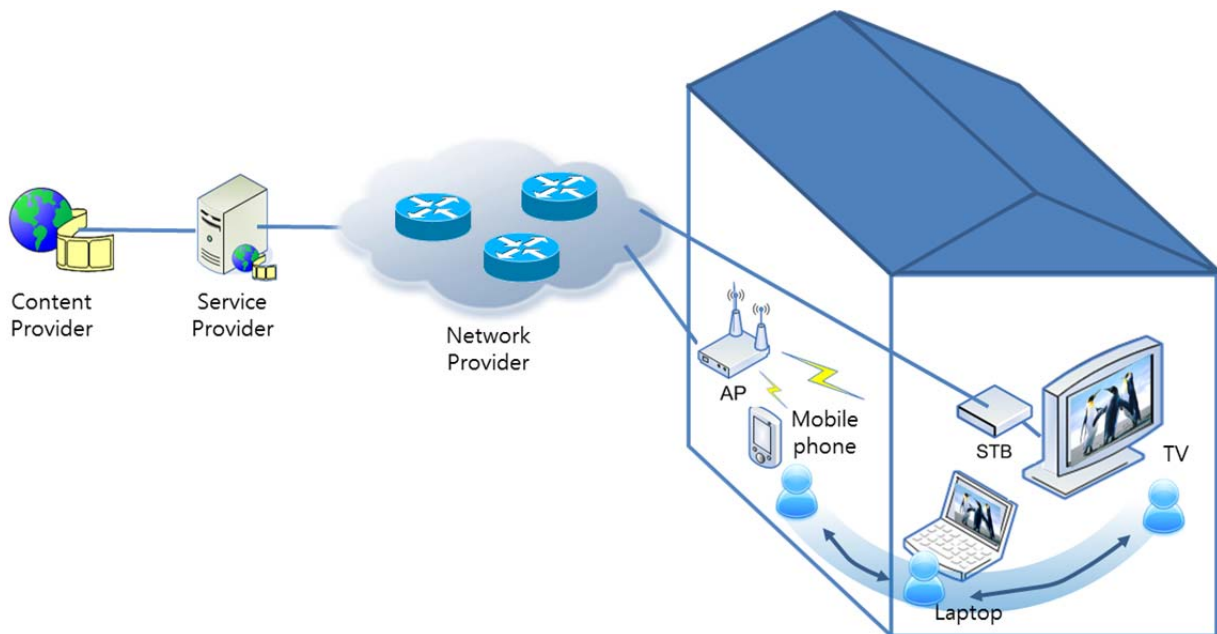 Content
Provider
Service
Provider
Network
Provider
AP
Mobile
phone
STB
TV
Laptop